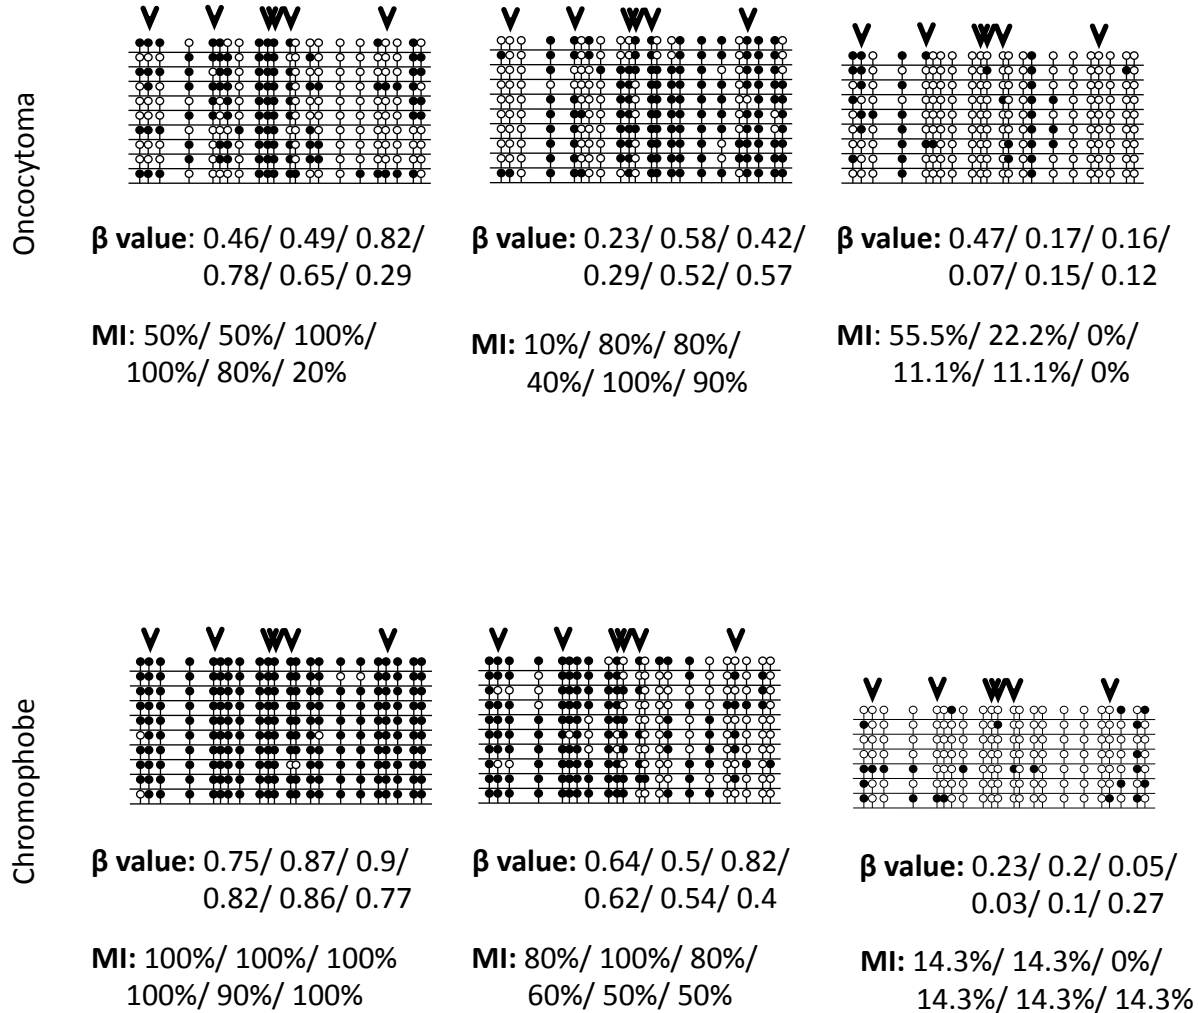 Oncocytoma
β value: 0.46/ 0.49/ 0.82/
0.78/ 0.65/ 0.29
MI: 50%/ 50%/ 100%/
100%/ 80%/ 20%
β value: 0.23/ 0.58/ 0.42/
0.29/ 0.52/ 0.57
MI: 10%/ 80%/ 80%/
40%/ 100%/ 90%
β value: 0.47/ 0.17/ 0.16/
0.07/ 0.15/ 0.12
MI: 55.5%/ 22.2%/ 0%/
11.1%/ 11.1%/ 0%
Chromophobe
β value: 0.75/ 0.87/ 0.9/
0.82/ 0.86/ 0.77
MI: 100%/ 100%/ 100%
100%/ 90%/ 100%
β value: 0.64/ 0.5/ 0.82/
0.62/ 0.54/ 0.4
MI: 80%/ 100%/ 80%/
60%/ 50%/ 50%
β value: 0.23/ 0.2/ 0.05/
0.03/ 0.1/ 0.27
MI: 14.3%/ 14.3%/ 0%/
14.3%/ 14.3%/ 14.3%